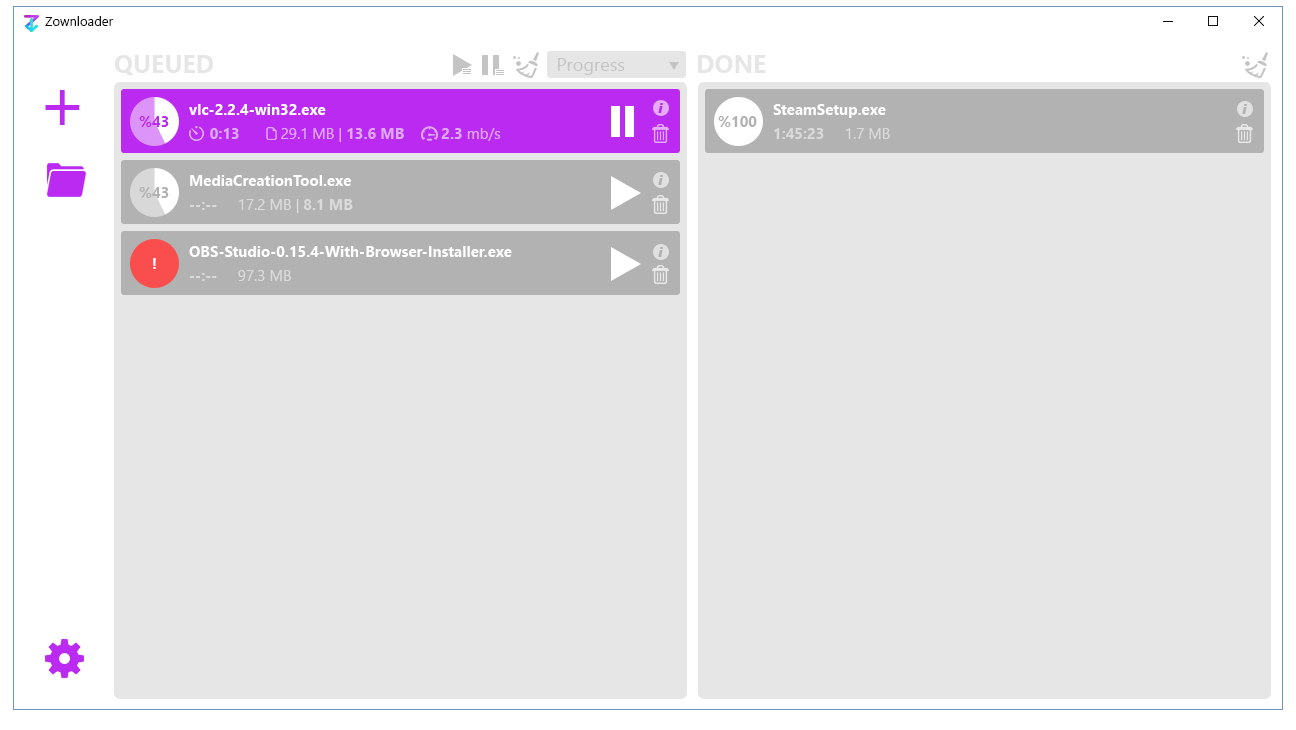 Zownloader
QUEUED
Progress
%43
vlc-2.2.4-win32.exe
0:13 29.1 MB | 13.6 MB 2.3 mb/s
%43
MediaCreationTool.exe
--:-- 17.2 MB | 8.1 MB
!
OBS-Studio-0.15.4-With-Browser-Installer.exe
--:-- 97.3 MB
DONE
%100
SteamSetup.exe
1:45:23 1.7 MB